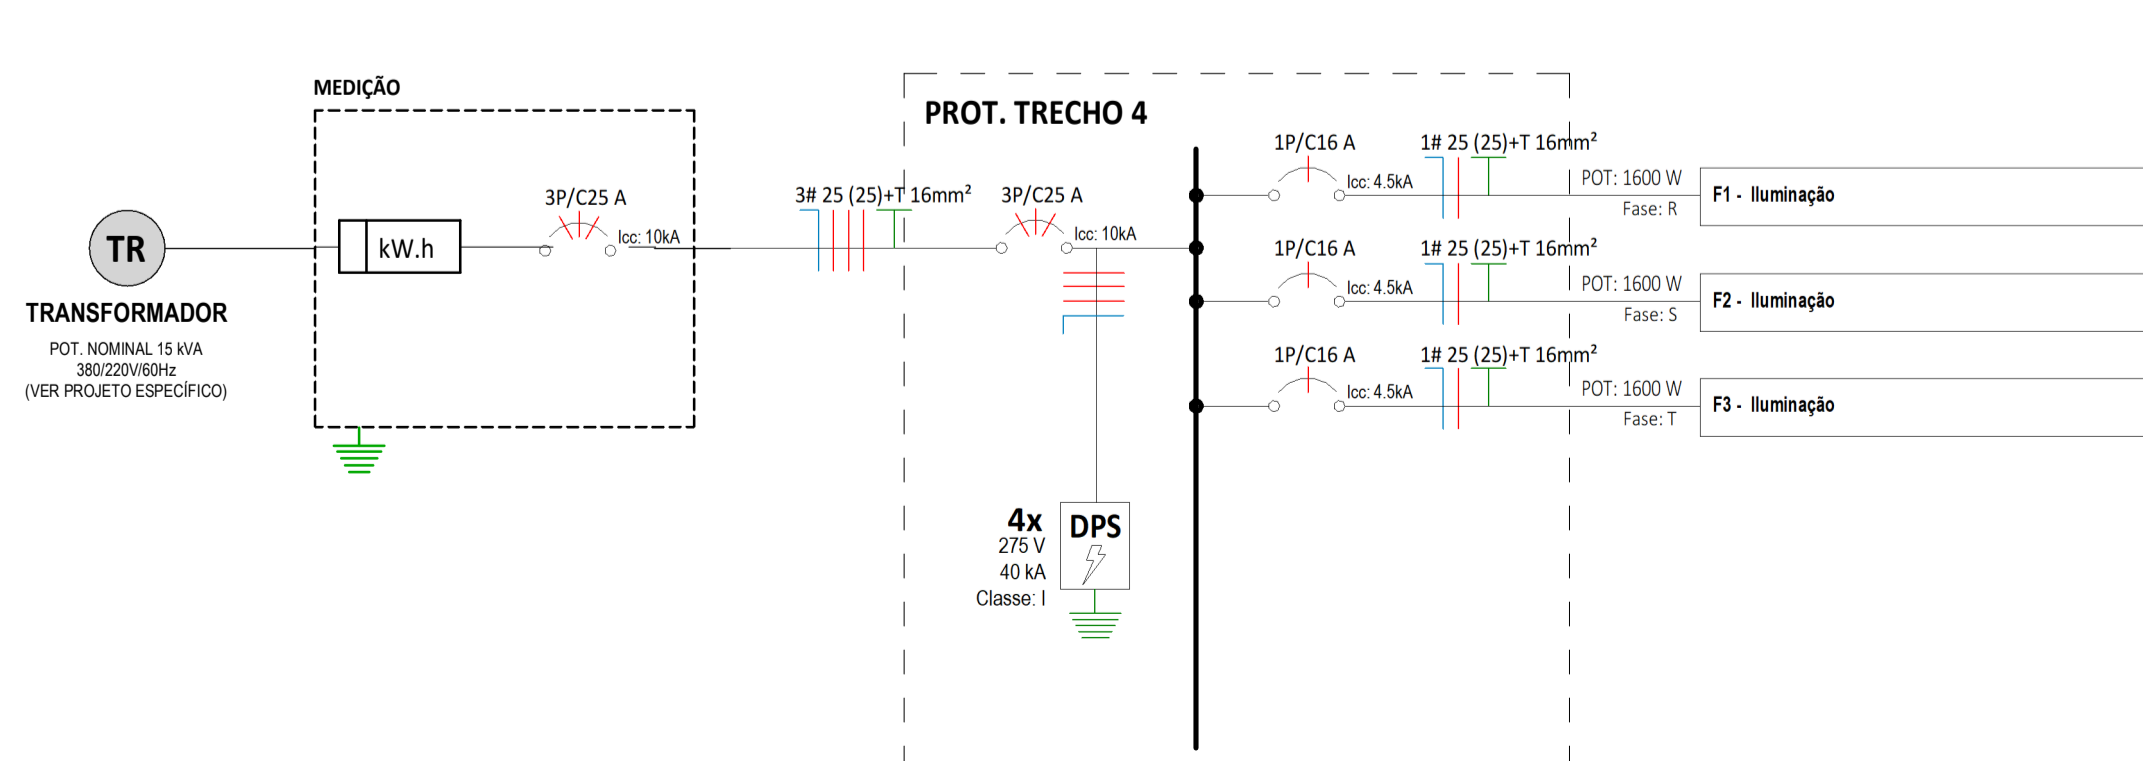 MEDIÇÃO
kW.h
3P/C25 A
Icc: 10kA
TR
TRANSFORMADOR
POT. NOMINAL 15 kVA
380/220V/60Hz
(VER PROJETO ESPECÍFICO)
3# 25 (25)+T 16mm²
PROT. TRECHO 4
3P/C25 A
Icc: 10kA
4x
275 V
40 kA
Classe: I
DPS
1P/C16 A
Icc: 4.5kA
1# 25 (25)+T 16mm²
POT: 1600 W
Fase: R
F1 - Iluminação
1P/C16 A
Icc: 4.5kA
1# 25 (25)+T 16mm²
POT: 1600 W
Fase: S
F2 - Iluminação
1P/C16 A
Icc: 4.5kA
1# 25 (25)+T 16mm²
POT: 1600 W
Fase: T
F3 - Iluminação